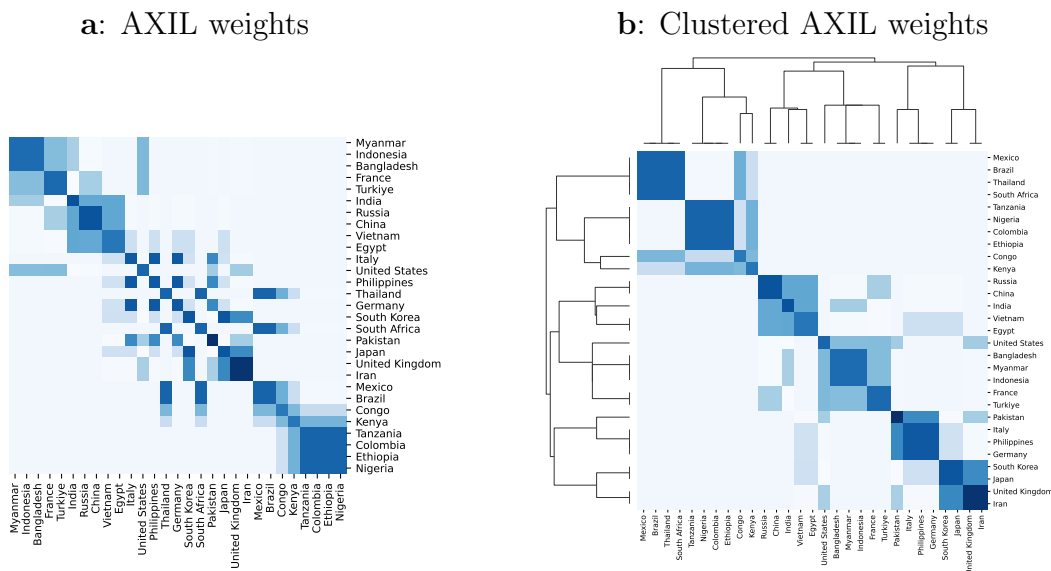 a: AXIL weights
Myanmar
Indonesia
Bangladesh
France
Turkiye
India
Russia
China
Vietnam
Egypt
Italy
United States
Philippines
Thailand
Germany
South Korea
South Africa
Pakistan
Japan
United Kingdom
Iran
Mexico
Brazil
Congo
Kenya
Tanzania
Colombia
Ethiopia
Nigeria
Myanmar
Indonesia
Bangladesh
France
Turkiye
India
Russia
China
Vietnam
Egypt
Italy
United States
Philippines
Thailand
Germany
South Korea
South Africa
Pakistan
Japan
United Kingdom
Iran
Mexico
Brazil
Congo
Kenya
Tanzania
Colombia
Ethiopia
Nigeria
b: Clustered AXIL weights
Mexico
Brazil
Thailand
South Africa
Tanzania
Nigeria
Colombia
Ethiopia
Congo
Kenya
Russia
China
India
Vietnam
Egypt
United States
Bangladesh
Myanmar
Indonesia
France
Turkiye
Pakistan
Italy
Philippines
Germany
South Korea
Japan
United Kingdom
Iran
Mexico
Brazil
Thailand
South Africa
Tanzania
Nigeria
Colombia
Ethiopia
Congo
Kenya
Russia
China
India
Vietnam
Egypt
United States
Bangladesh
Myanmar
Indonesia
France
Turkiye
Pakistan
Italy
Philippines
Germany
South Korea
Japan
United Kingdom
Iran